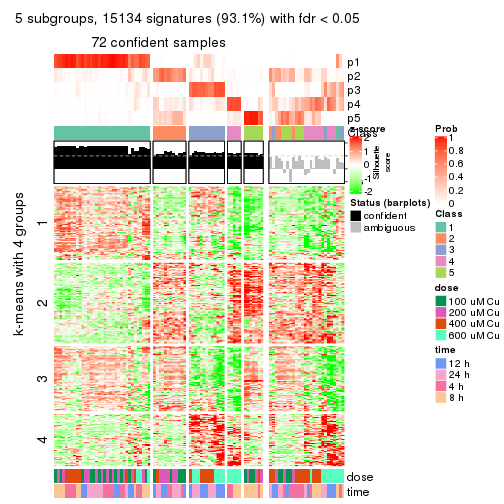 5 subgroups, 15134 signatures (93.1%) with fdr < 0.05
72 confident samples
p1
p2
p3
p4
p5
Class
z-score
2
1
0
-1
-2
Silhouette
score
Status (barplots)
confident
ambiguous
Prob
1
0.8
0.6
0.4
0.2
0
Class
1
2
3
4
5
dose
100 uM Cu
200 uM Cu
400 uM Cu
600 uM Cu
time
12 h
24 h
4 h
8 h
k-means with 4 groups
1
2
3
4
dose
time